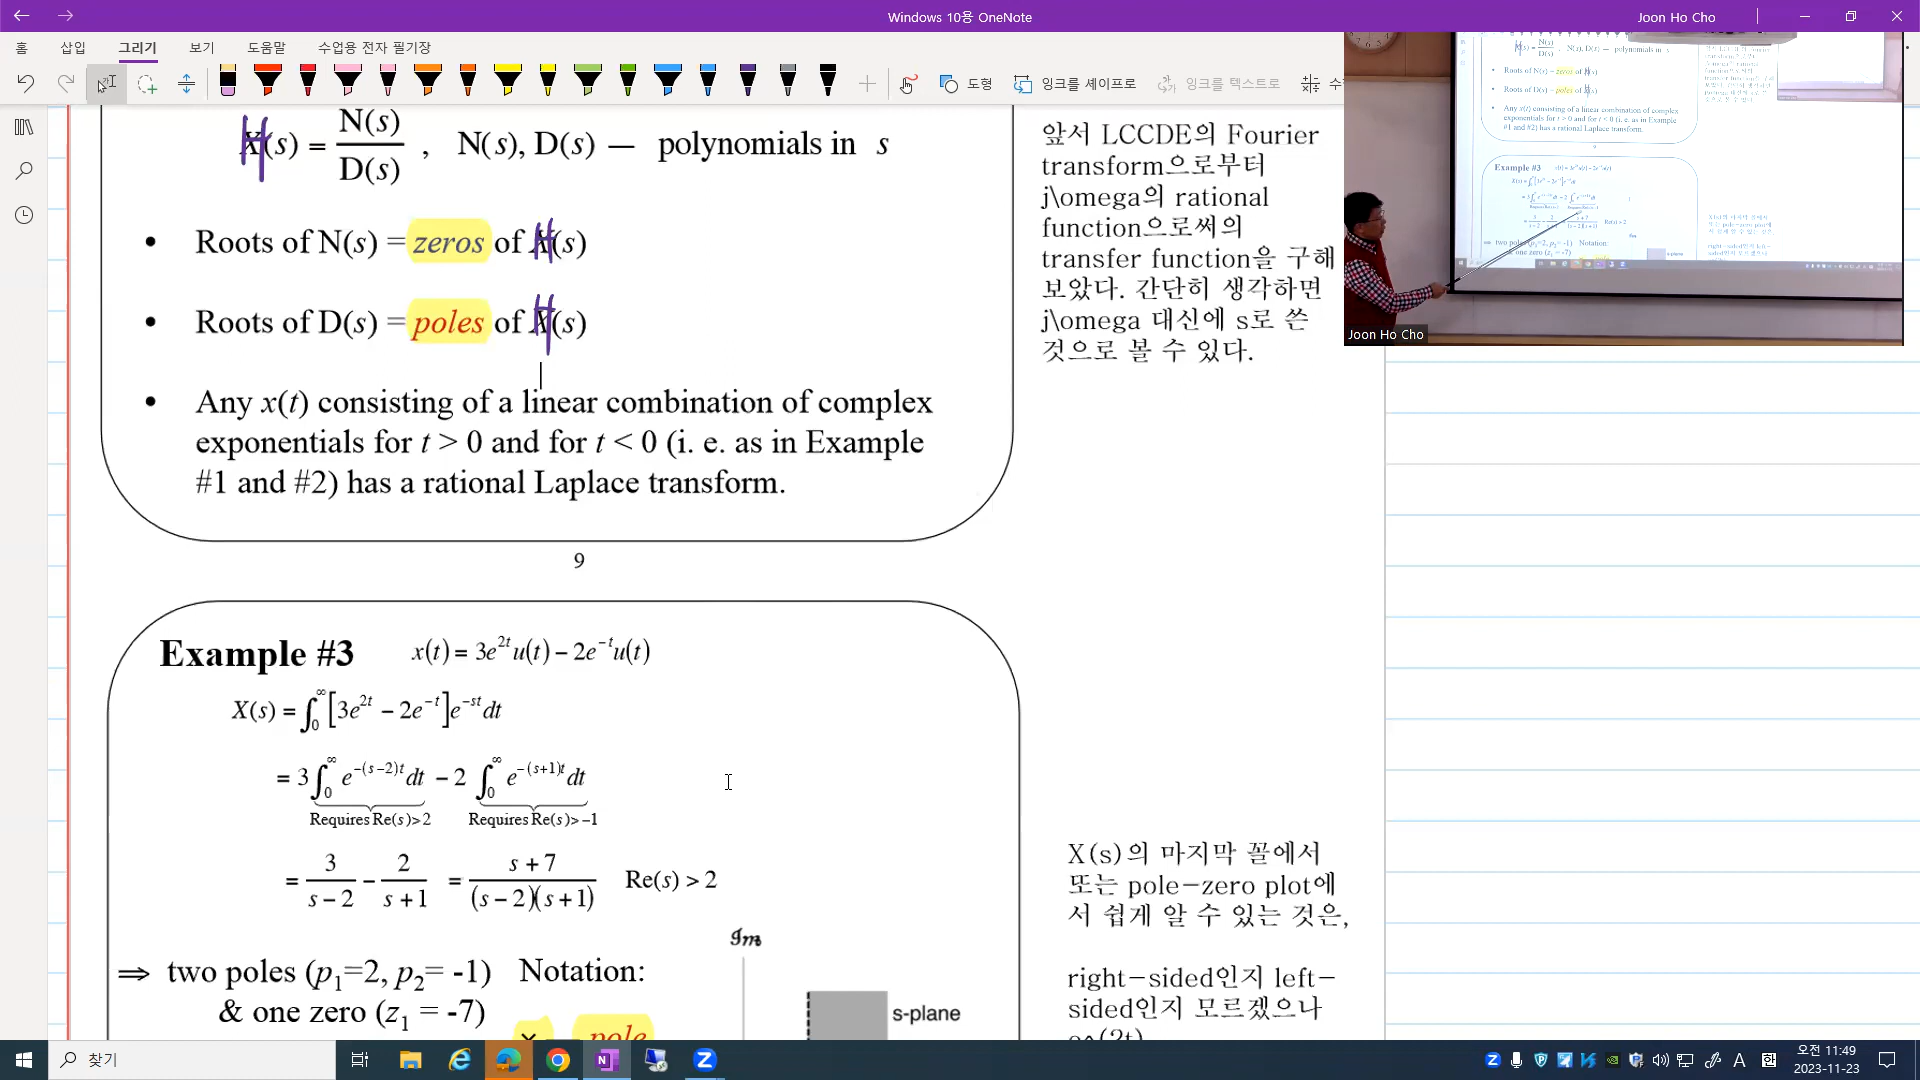 Windows 10용 OneNote
Joon Ho Cho
홈 삽입 그리기 보기 도움말 수업용 전자 필기장
도형 잉크를 셰이프로 잉크를 텍스트로
H(s) = N(s)/D(s) , N(s), D(s) — polynomials in s
• Roots of N(s) = zeros of H(s)
• Roots of D(s) = poles of H(s)
• Any x(t) consisting of a linear combination of complex
exponentials for t > 0 and for t < 0 (i. e. as in Example
#1 and #2) has a rational Laplace transform.
9
앞서 LCCDE의 Fourier
transform으로부터
j\omega의 rational
function으로써의
transfer function을 구해
보았다. 간단히 생각하면
j\omega 대신에 s로 쓴
것으로 볼 수 있다.
Example #3 x(t) = 3e^{2t}u(t) − 2e^{−t}u(t)
X(s) = ∫_0^∞ [3e^{2t} − 2e^{−t}]e^{−st}dt
= 3∫_0^∞ e^{−(s−2)t}dt − 2 ∫_0^∞ e^{−(s+1)t}dt
Requires Re(s)>2 Requires Re(s)>−1
= 3/(s−2) − 2/(s+1) = (s+7)/((s−2)(s+1)) Re(s) > 2
⇒ two poles (p₁=2, p₂= -1) Notation:
& one zero (z₁ = -7)
× pole
Im
s-plane
X(s)의 마지막 꼴에서
또는 pole-zero plot에
서 쉽게 알 수 있는 것은,
right-sided인지 left-
sided인지 모르겠으나
e^(2t)
Joon Ho Cho
찾기
A 한
오전 11:49
2023-11-23